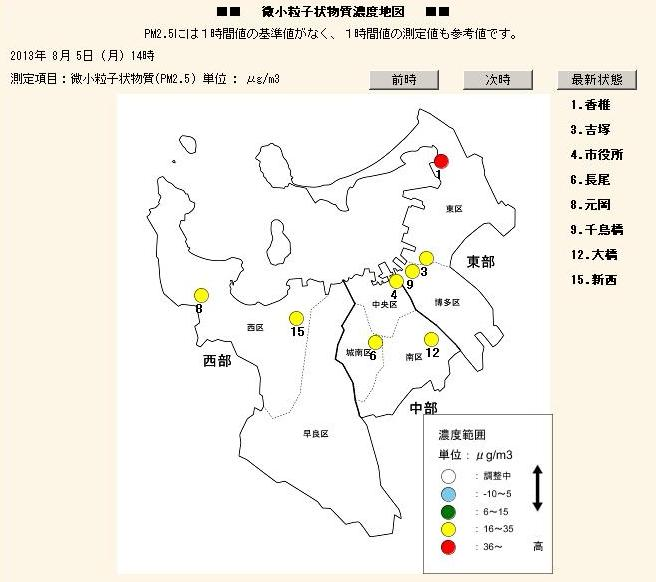 ■■ 微小粒子状物質濃度地図 ■■
PM2.5には１時間値の基準値がなく、１時間値の測定値も参考値です。
2013年 8月 5日 (月) 14時
測定項目：微小粒子状物質(PM2.5) 単位： μg/m3
前時 次時 最新状態
1.香椎
3.吉塚
4.市役所
6.長尾
8.元岡
9.千鳥橋
12.大橋
15.新西
1
東区
3
東部
9
4
8
中央区
博多区
西区
15
城南区
6
南区
12
西部
中部
早良区
濃度範囲
単位：μg/m3
：調整中
：-10～5
：6～15
：16～35
：36～ 高